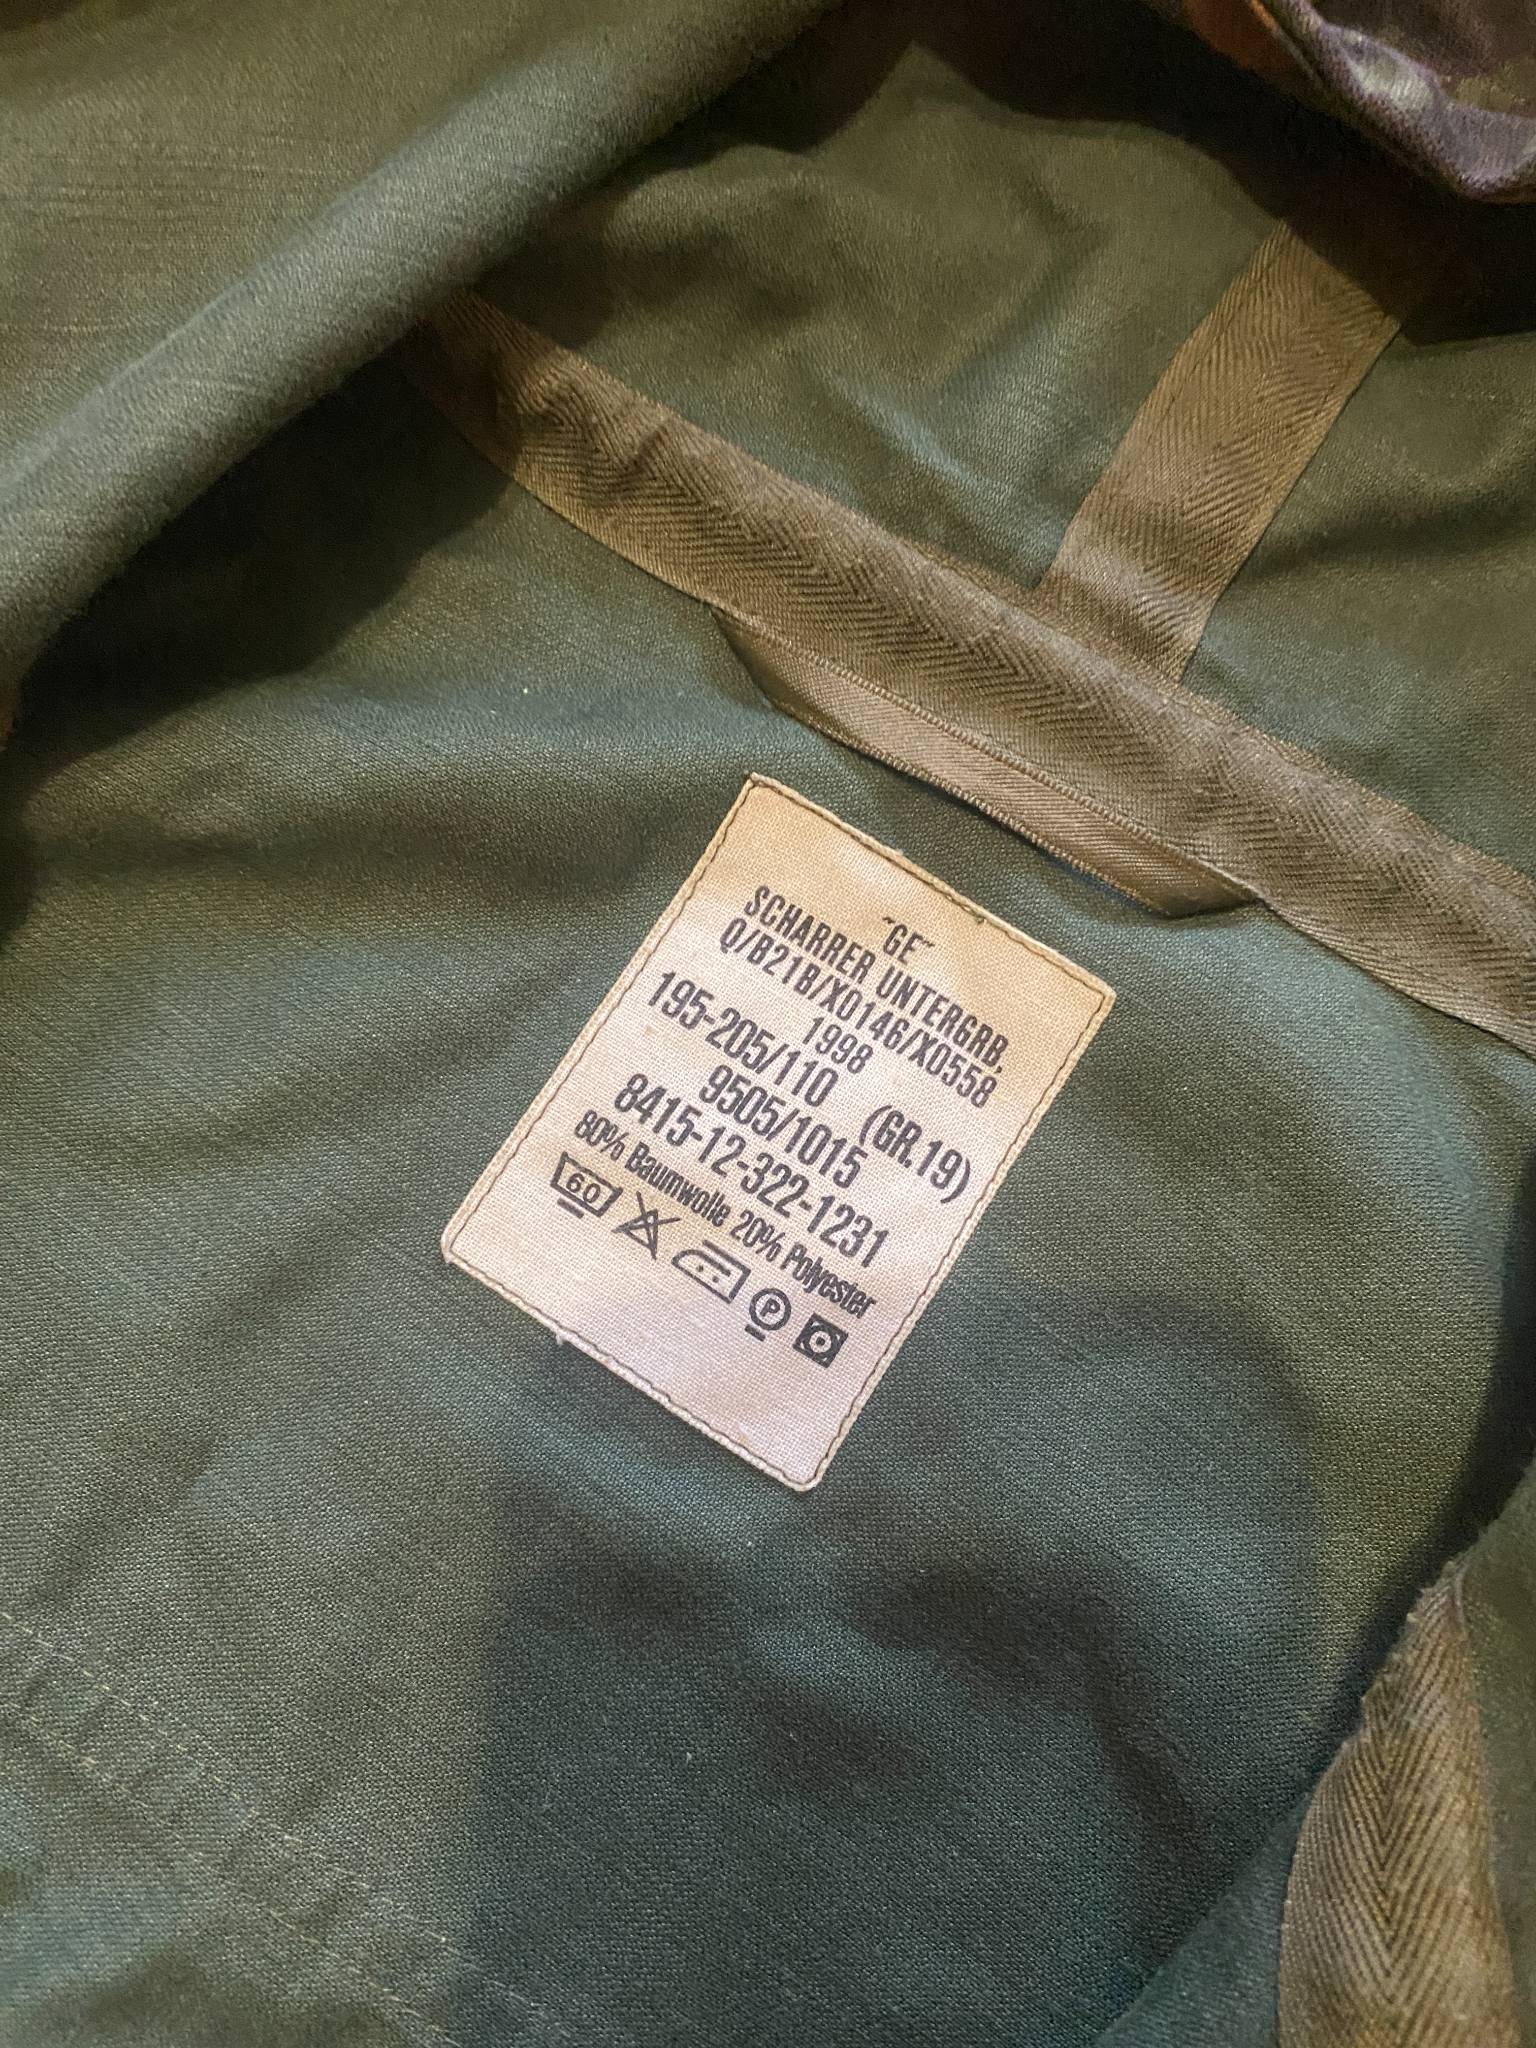 "GE"
SCHARRER UNTERGRB,
Q/B21B/X0146/X0558
1998
195-205/110 (GR.19)
9505/1015
8415-12-322-1231
80% Baumwolle 20% Polyester
60 P